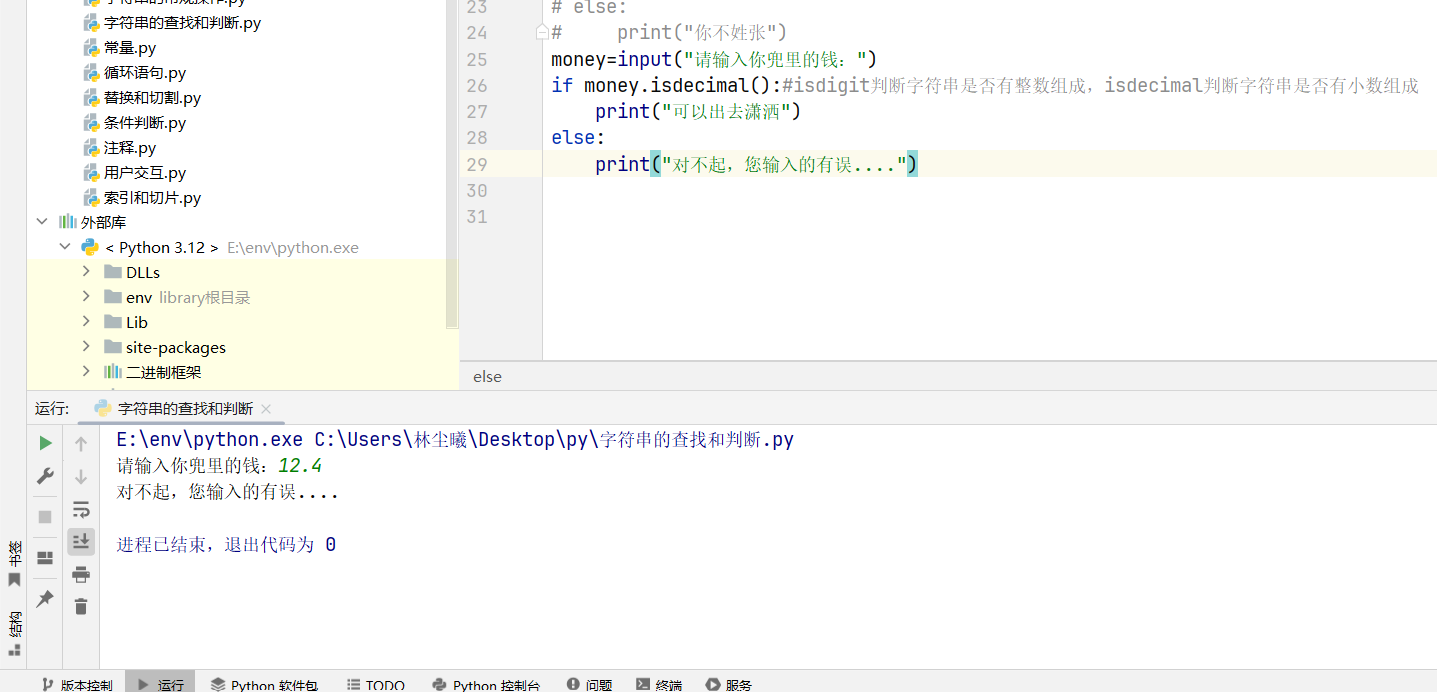 字符串的常规操作.py
字符串的查找和判断.py
常量.py
循环语句.py
替换和切割.py
条件判断.py
注释.py
用户交互.py
索引和切片.py
外部库
< Python 3.12 > E:\env\python.exe
DLLs
env library根目录
Lib
site-packages
二进制框架
23 # else:
24 #     print("你不姓张")
25 money=input("请输入你兜里的钱: ")
26 if money.isdecimal():#isdigit判断字符串是否有整数组成，isdecimal判断字符串是否有小数组成
27     print("可以出去潇洒")
28 else:
29     print("对不起，您输入的有误....")
30
31
else
运行: 字符串的查找和判断
E:\env\python.exe C:\Users\林尘曦\Desktop\py\字符串的查找和判断.py
请输入你兜里的钱: 12.4
对不起，您输入的有误....
进程已结束，退出代码为 0
书签
结构
版本控制 运行 Python 软件包 TODO Python 控制台 问题 终端 服务